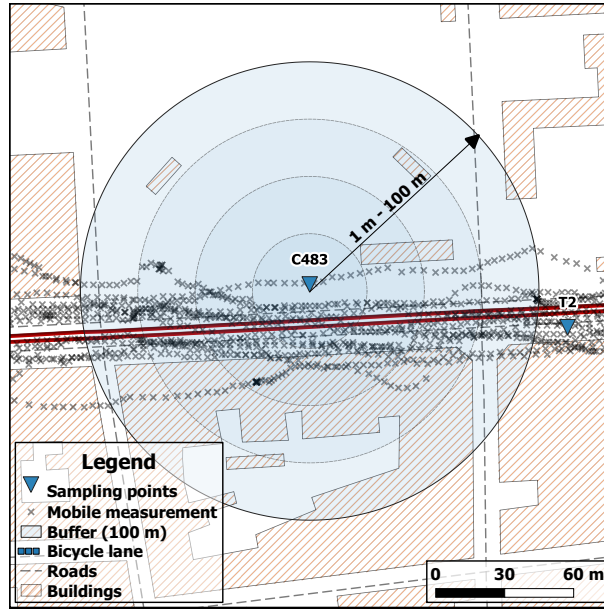 1 m - 100 m
C483
T2
Legend
Sampling points
Mobile measurement
Buffer (100 m)
Bicycle lane
Roads
Buildings
0 30 60 m